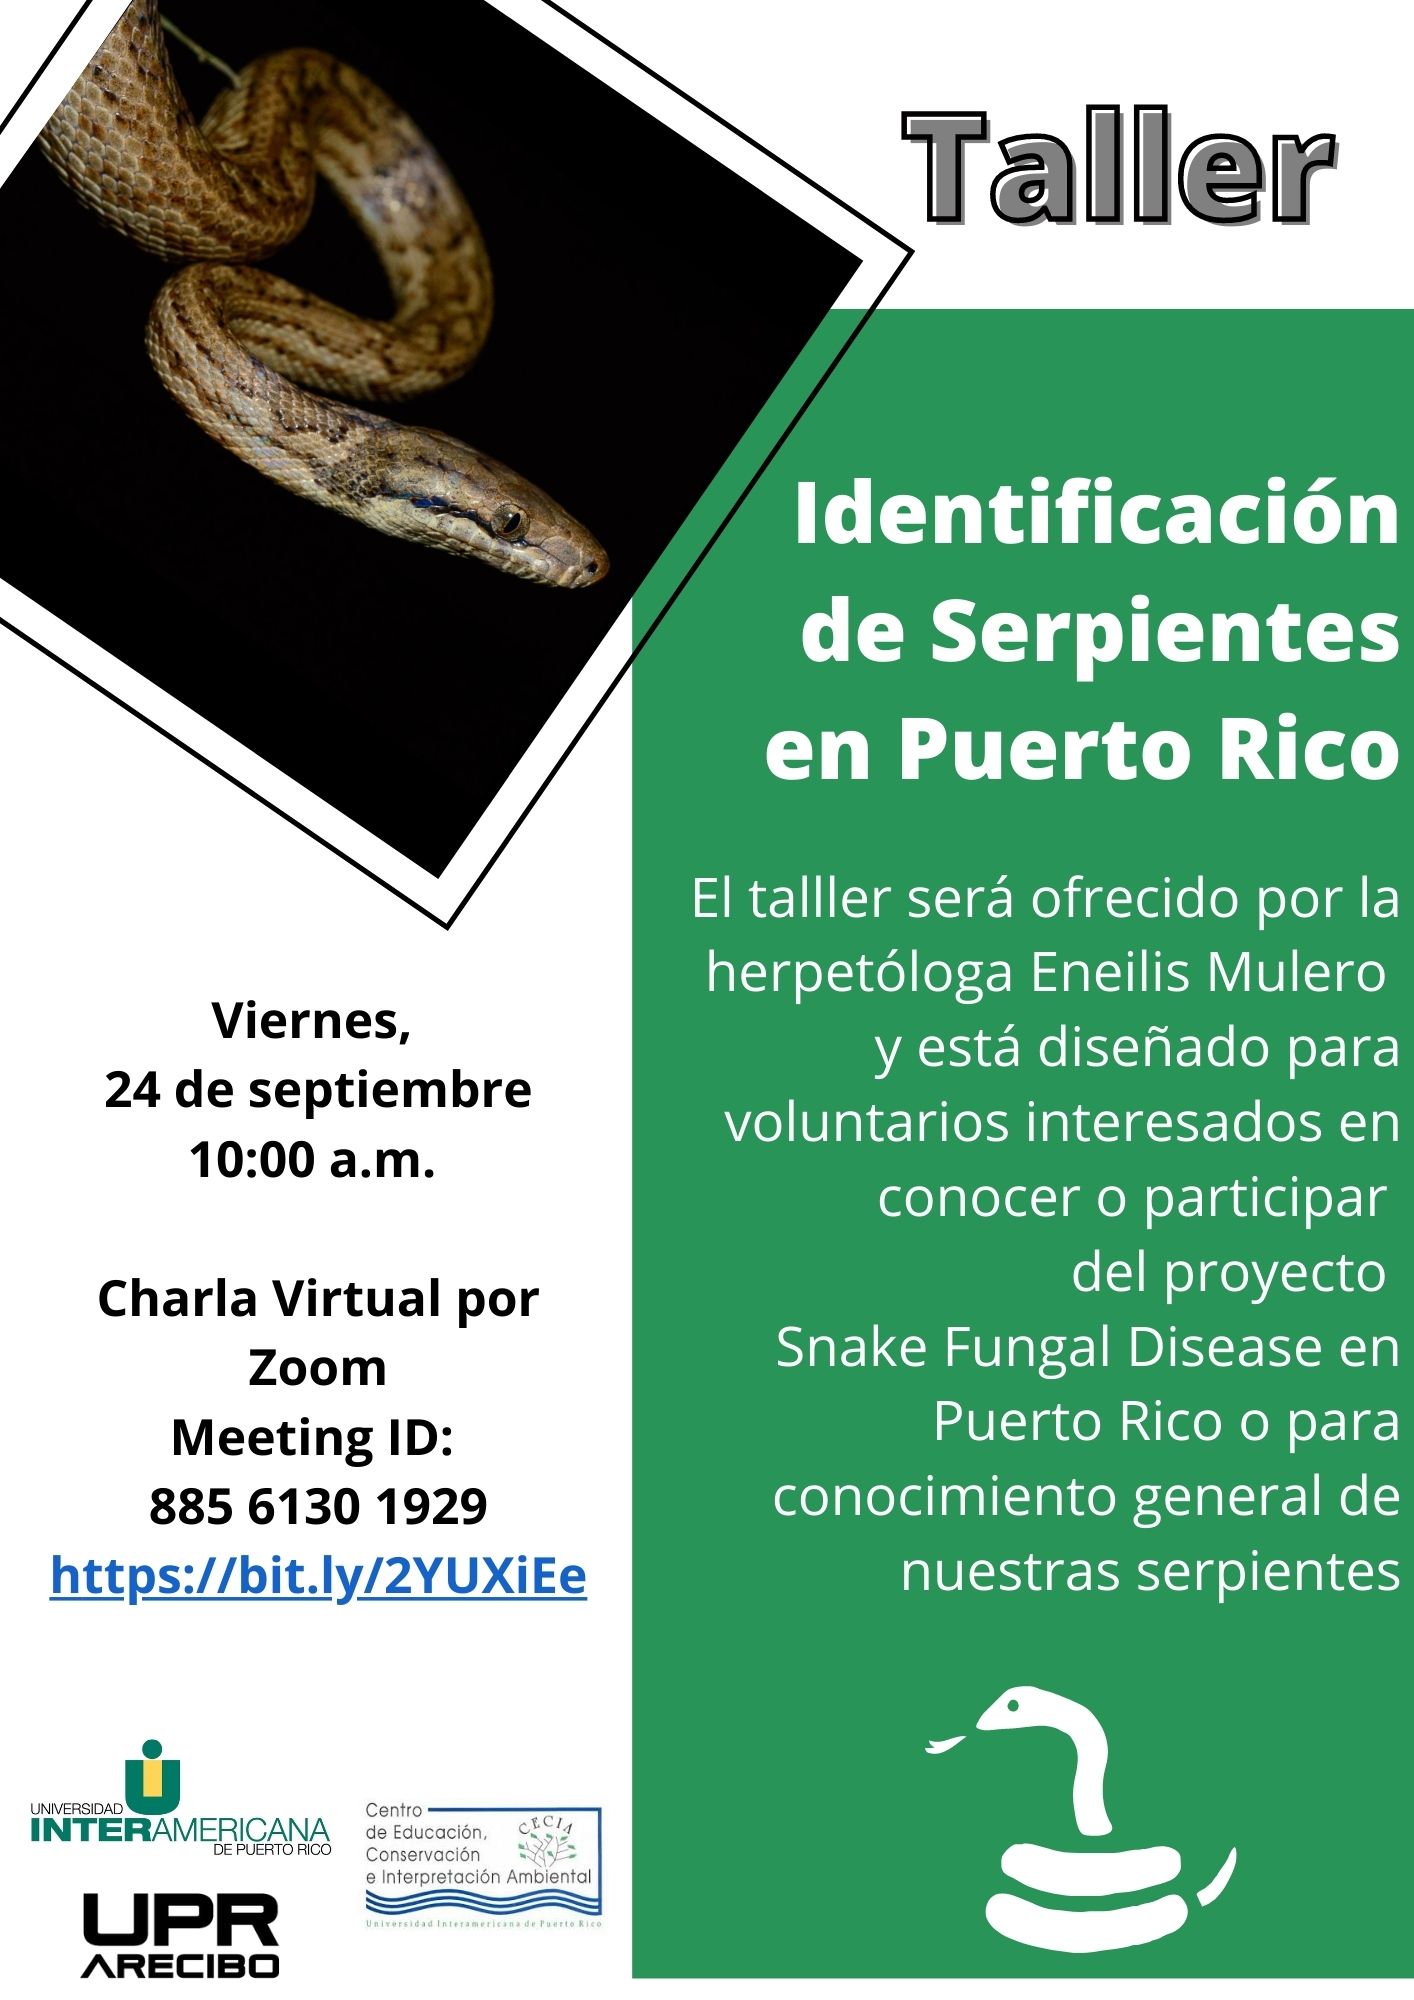 Taller
Identificación
de Serpientes
en Puerto Rico
El talller será ofrecido por la
herpetóloga Eneilis Mulero
y está diseñado para
voluntarios interesados en
conocer o participar
del proyecto
Snake Fungal Disease en
Puerto Rico o para
conocimiento general de
nuestras serpientes
Viernes,
24 de septiembre
10:00 a.m.
Charla Virtual por
Zoom
Meeting ID:
885 6130 1929
https://bit.ly/2YUXiEe
UNIVERSIDAD
INTERAMERICANA
DE PUERTO RICO
UPR
ARECIBO
Centro
de Educación,
Conservación
e Interpretación Ambiental
CECIA
Universidad Interamericana de Puerto Rico